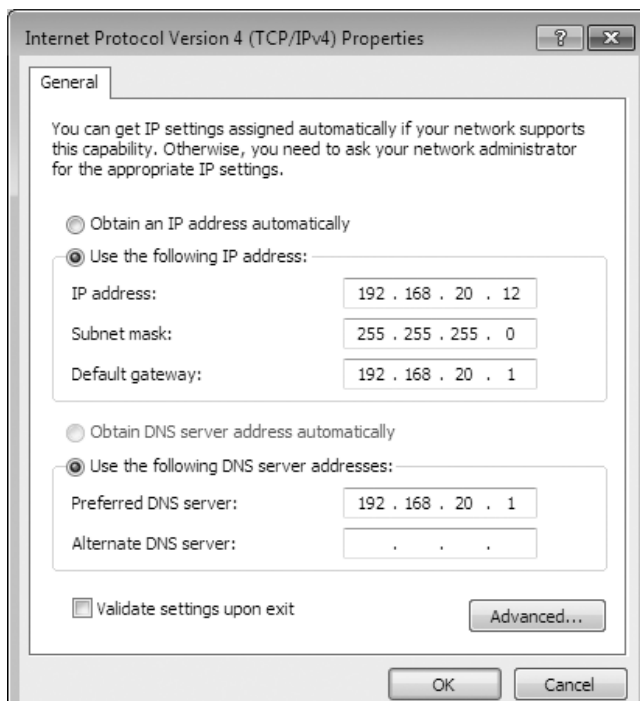 Internet Protocol Version 4 (TCP/IPv4) Properties
?
General
You can get IP settings assigned automatically if your network supports
this capability. Otherwise, you need to ask your network administrator
for the appropriate IP settings.
Obtain an IP address automatically
Use the following IP address:
IP address: 192 . 168 . 20 . 12
Subnet mask: 255 . 255 . 255 . 0
Default gateway: 192 . 168 . 20 . 1
Obtain DNS server address automatically
Use the following DNS server addresses:
Preferred DNS server: 192 . 168 . 20 . 1
Alternate DNS server: . . .
Validate settings upon exit
Advanced...
OK Cancel